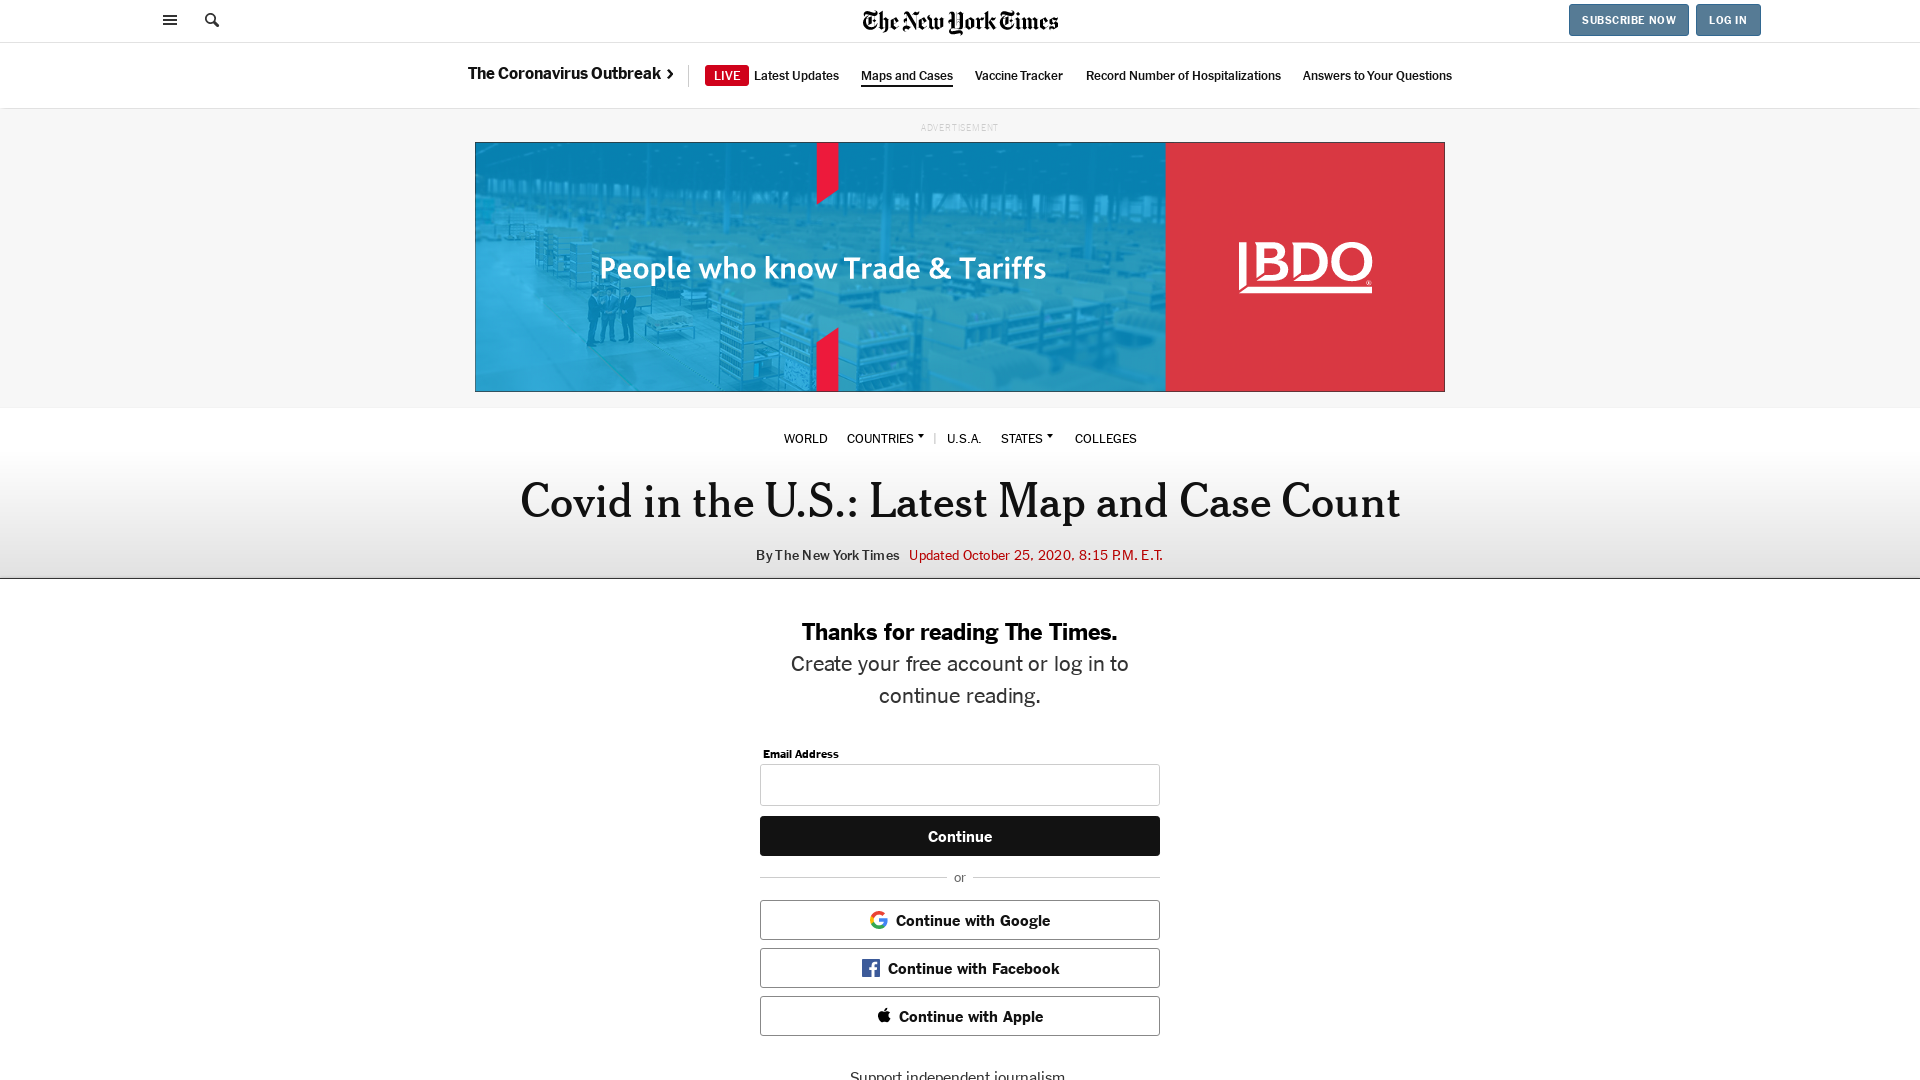 The New York Times
SUBSCRIBE NOW
LOG IN
The Coronavirus Outbreak
LIVE
Latest Updates
Maps and Cases
Vaccine Tracker
Record Number of Hospitalizations
Answers to Your Questions
ADVERTISEMENT
People who know Trade & Tariffs
BDO
®
WORLD
COUNTRIES
U.S.A.
STATES
COLLEGES
Covid in the U.S.: Latest Map and Case Count
By The New York Times Updated October 25, 2020, 8:15 P.M. E.T.
Thanks for reading The Times.
Create your free account or log in to
continue reading.
Email Address
Continue
or
Continue with Google
Continue with Facebook
Continue with Apple
Support independent journalism